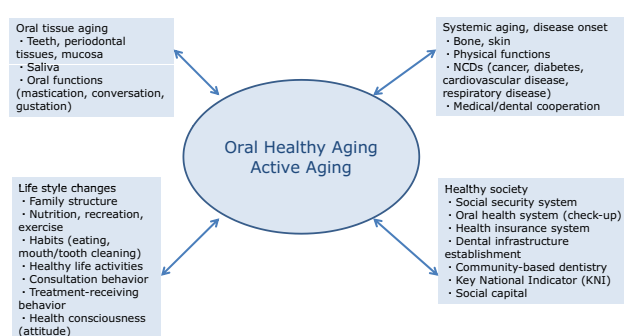 Oral tissue aging
・Teeth, periodontal
tissues, mucosa
・Saliva
・Oral functions
(mastication, conversation,
gustation)
Systemic aging, disease onset
・Bone, skin
・Physical functions
・NCDs (cancer, diabetes,
cardiovascular disease,
respiratory disease)
・Medical/dental cooperation
Oral Healthy Aging
Active Aging
Life style changes
・Family structure
・Nutrition, recreation,
exercise
・Habits (eating,
mouth/tooth cleaning)
・Healthy life activities
・Consultation behavior
・Treatment-receiving
behavior
・Health consciousness
(attitude)
Healthy society
・Social security system
・Oral health system (check-up)
・Health insurance system
・Dental infrastructure
establishment
・Community-based dentistry
・Key National Indicator (KNI)
・Social capital